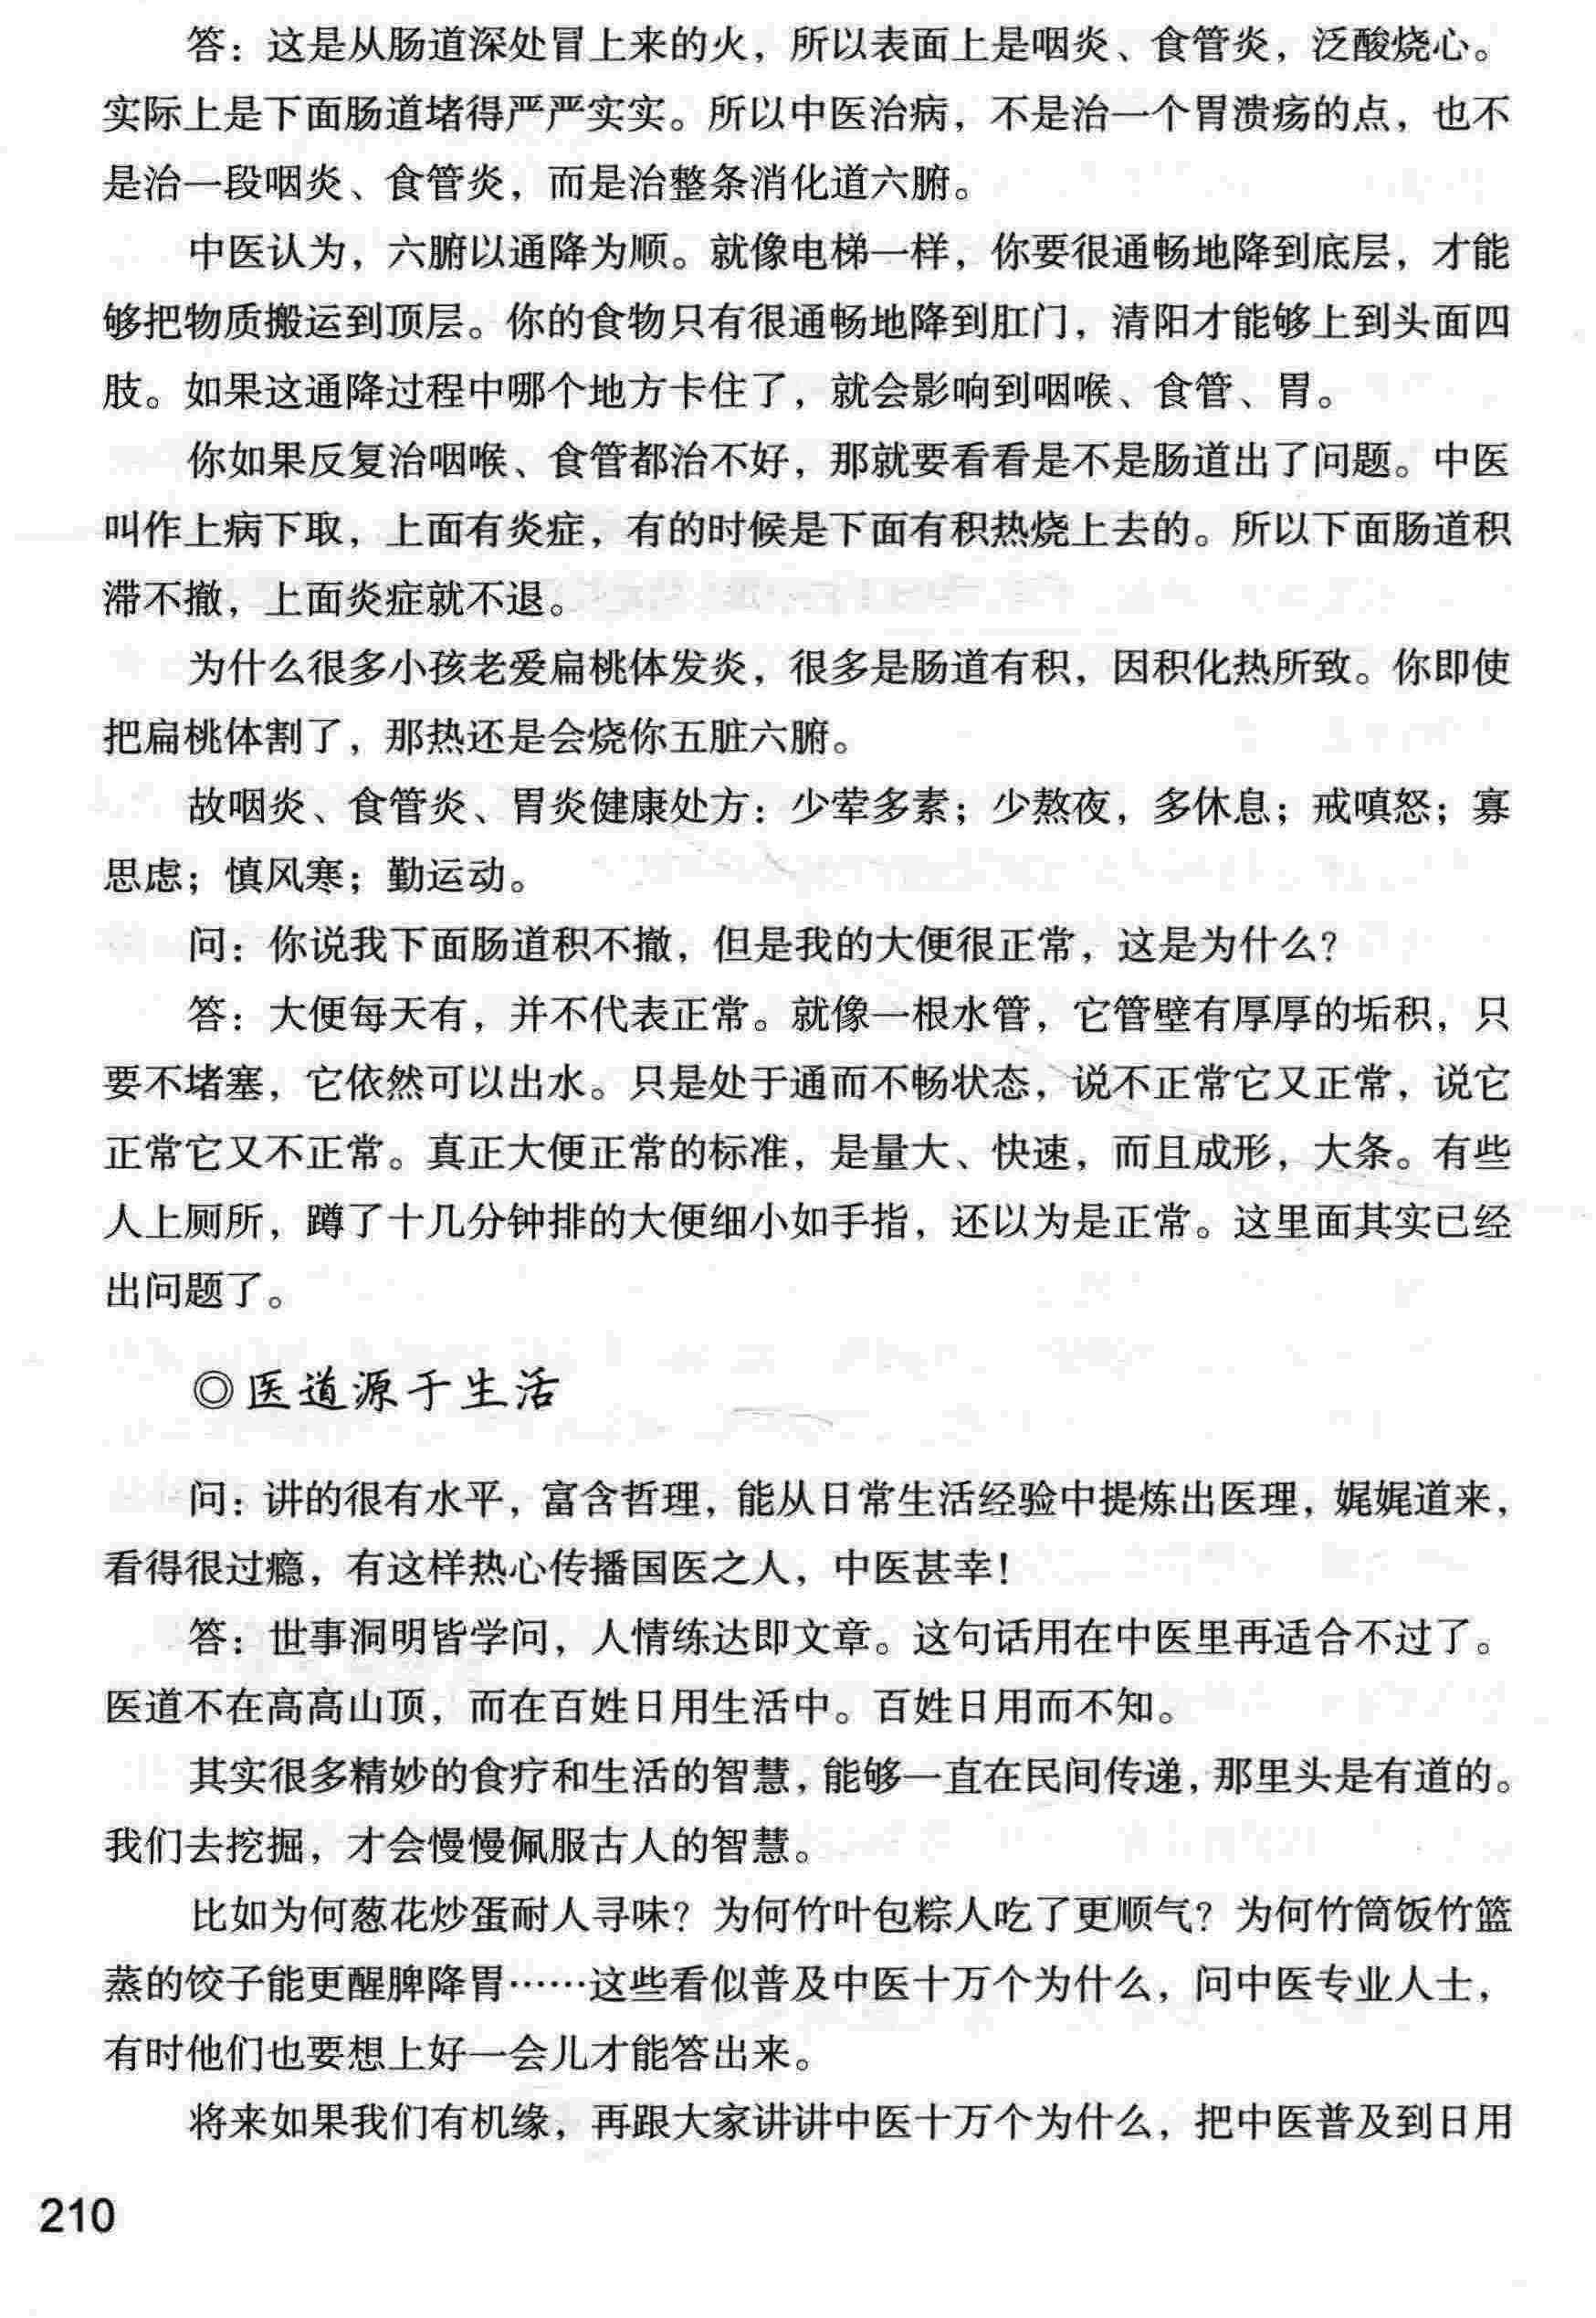 答：这是从肠道深处冒上来的火，所以表面上是咽炎、食管炎，泛酸烧心。
实际上是下面肠道堵得严严实实。所以中医治病，不是治一个胃溃疡的点，也不
是治一段咽炎、食管炎，而是治整条消化道六腑。
中医认为，六腑以通降为顺。就像电梯一样，你要很通畅地降到底层，才能
够把物质搬运到顶层。你的食物只有很通畅地降到肛门，清阳才能够上到头面四
肢。如果这通降过程中哪个地方卡住了，就会影响到咽喉、食管、胃。
你如果反复治咽喉、食管都治不好，那就要看看是不是肠道出了问题。中医
叫作上病下取，上面有炎症，有的时候是下面有积热烧上去的。所以下面肠道积
滞不撤，上面炎症就不退。
为什么很多小孩老爱扁桃体发炎，很多是肠道有积，因积化热所致。你即使
把扁桃体割了，那热还是会烧你五脏六腑。
故咽炎、食管炎、胃炎健康处方：少荤多素；少熬夜，多休息；戒嗔怒；寡
思虑；慎风寒；勤运动。
问：你说我下面肠道积不撤，但是我的大便很正常，这是为什么？
答：大便每天有，并不代表正常。就像一根水管，它管壁有厚厚的垢积，只
要不堵塞，它依然可以出水。只是处于通而不畅状态，说不正常它又正常，说它
正常它又不正常。真正大便正常的标准，是量大、快速，而且成形，大条。有些
人上厕所，蹲了十几分钟排的大便细小如手指，还以为是正常。这里面其实已经
出问题了。
◎医道源于生活
问：讲的很有水平，富含哲理，能从日常生活经验中提炼出医理，娓娓道来，
看得很过瘾，有这样热心传播国医之人，中医甚幸！
答：世事洞明皆学问，人情练达即文章。这句话用在中医里再适合不过了。
医道不在高高山顶，而在百姓日用生活中。百姓日用而不知。
其实很多精妙的食疗和生活的智慧，能够一直在民间传递，那里头是有道的。
我们去挖掘，才会慢慢佩服古人的智慧。
比如为何葱花炒蛋耐人寻味？为何竹叶包粽人吃了更顺气？为何竹筒饭竹篮
蒸的饺子能更醒脾降胃……这些看似普及中医十万个为什么，问中医专业人士，
有时他们也要想上好一会儿才能答出来。
将来如果我们有机缘，再跟大家讲讲中医十万个为什么，把中医普及到日用
210